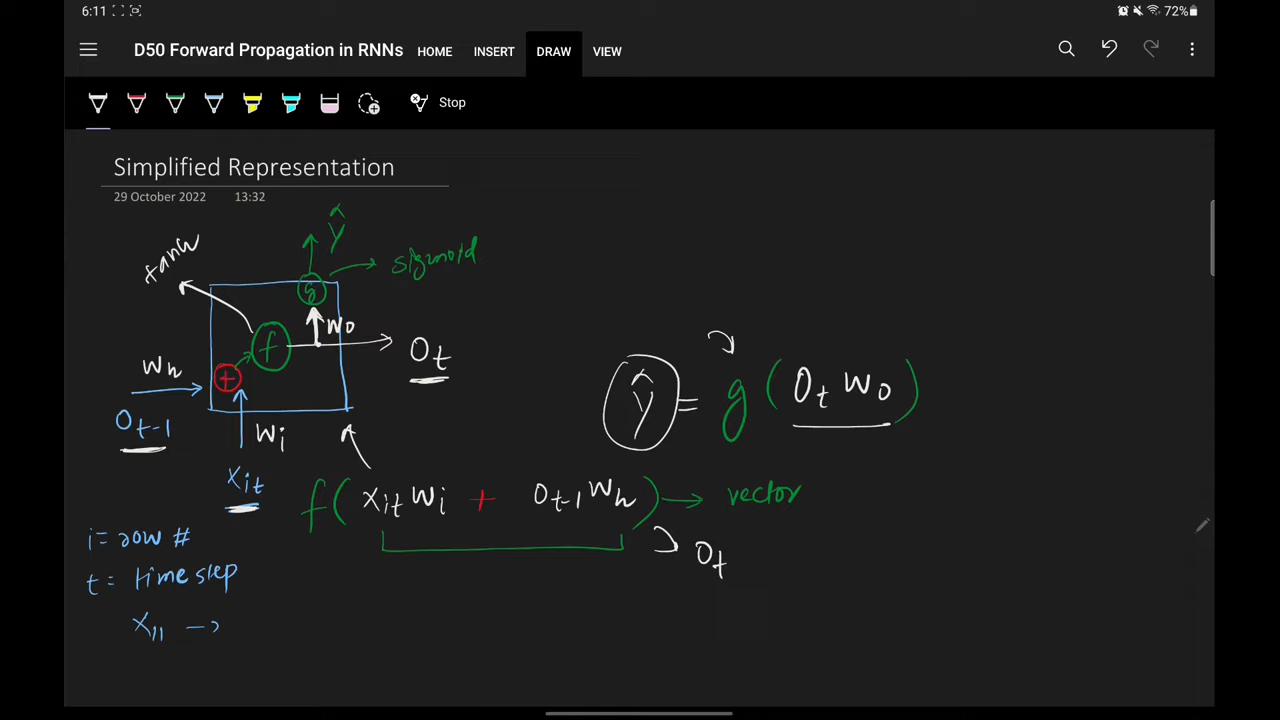 6:11 72%
D50 Forward Propagation in RNNs HOME INSERT DRAW VIEW
Stop
Simplified Representation
29 October 2022 13:32
ŷ
tanh
sigmoid
g
Wo
f
Ot
Wh
+
Ot-1
Wi
Xit
ŷ = g ( Ot Wo )
f ( Xit Wi + Ot-1 Wh ) → vector
Ot
i = row #
t = time step
X11 →